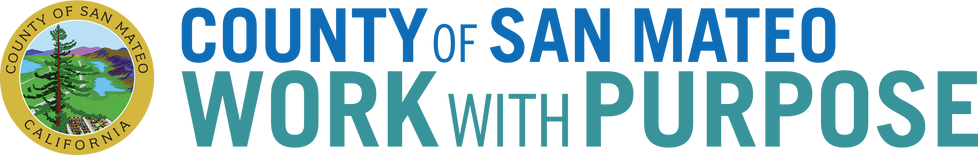 COUNTY OF SAN MATEO
CALIFORNIA
COUNTY OF SAN MATEO
WORK WITH PURPOSE